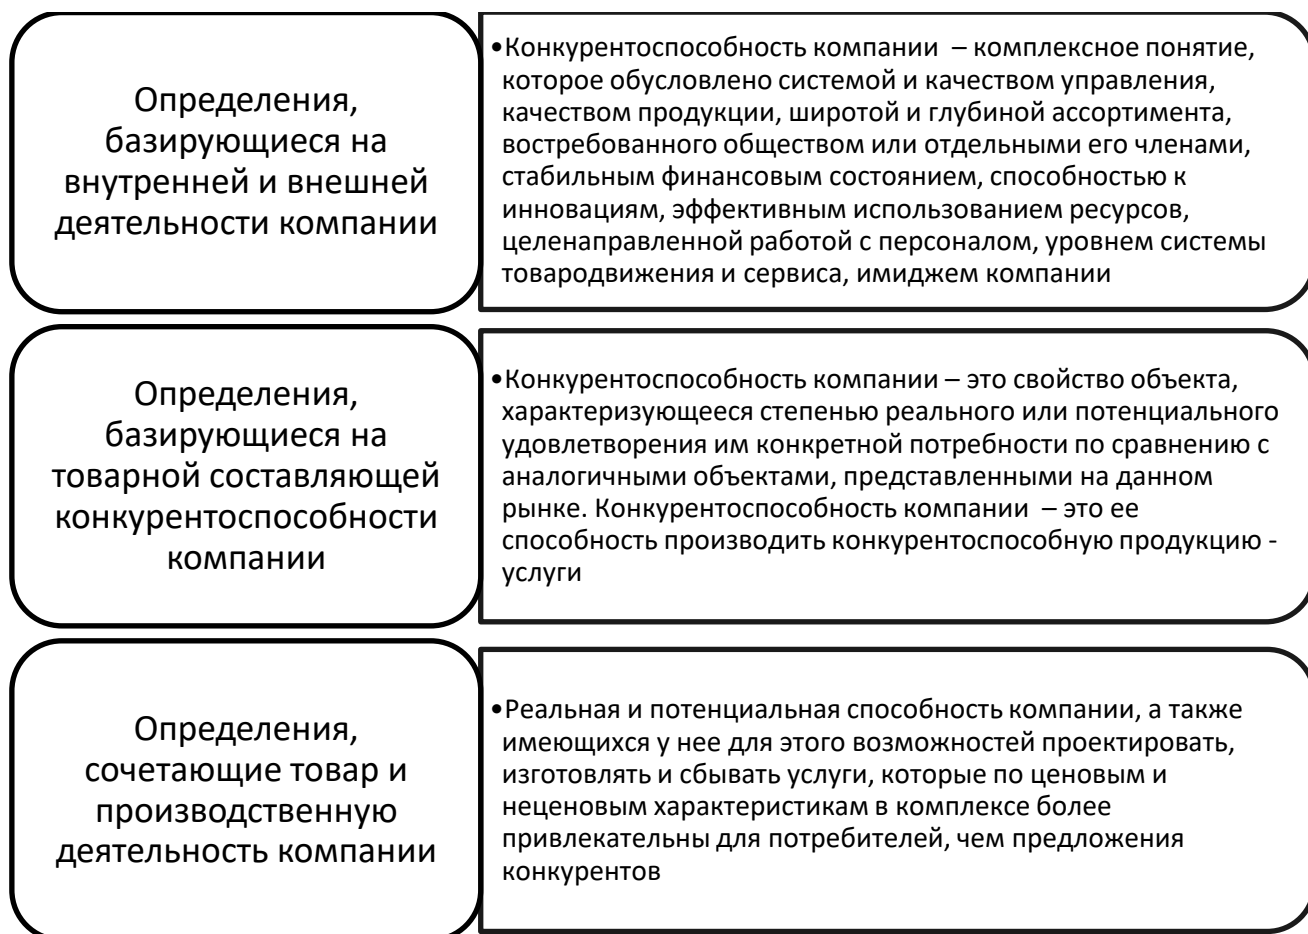 Определения,
базирующиеся на
внутренней и внешней
деятельности компании
•Конкурентоспособность компании – комплексное понятие,
которое обусловлено системой и качеством управления,
качеством продукции, широтой и глубиной ассортимента,
востребованного обществом или отдельными его членами,
стабильным финансовым состоянием, способностью к
инновациям, эффективным использованием ресурсов,
целенаправленной работой с персоналом, уровнем системы
товародвижения и сервиса, имиджем компании
Определения,
базирующиеся на
товарной составляющей
конкурентоспособности
компании
•Конкурентоспособность компании – это свойство объекта,
характеризующееся степенью реального или потенциального
удовлетворения им конкретной потребности по сравнению с
аналогичными объектами, представленными на данном
рынке. Конкурентоспособность компании – это ее
способность производить конкурентоспособную продукцию -
услуги
Определения,
сочетающие товар и
производственную
деятельность компании
•Реальная и потенциальная способность компании, а также
имеющихся у нее для этого возможностей проектировать,
изготовлять и сбывать услуги, которые по ценовым и
неценовым характеристикам в комплексе более
привлекательны для потребителей, чем предложения
конкурентов